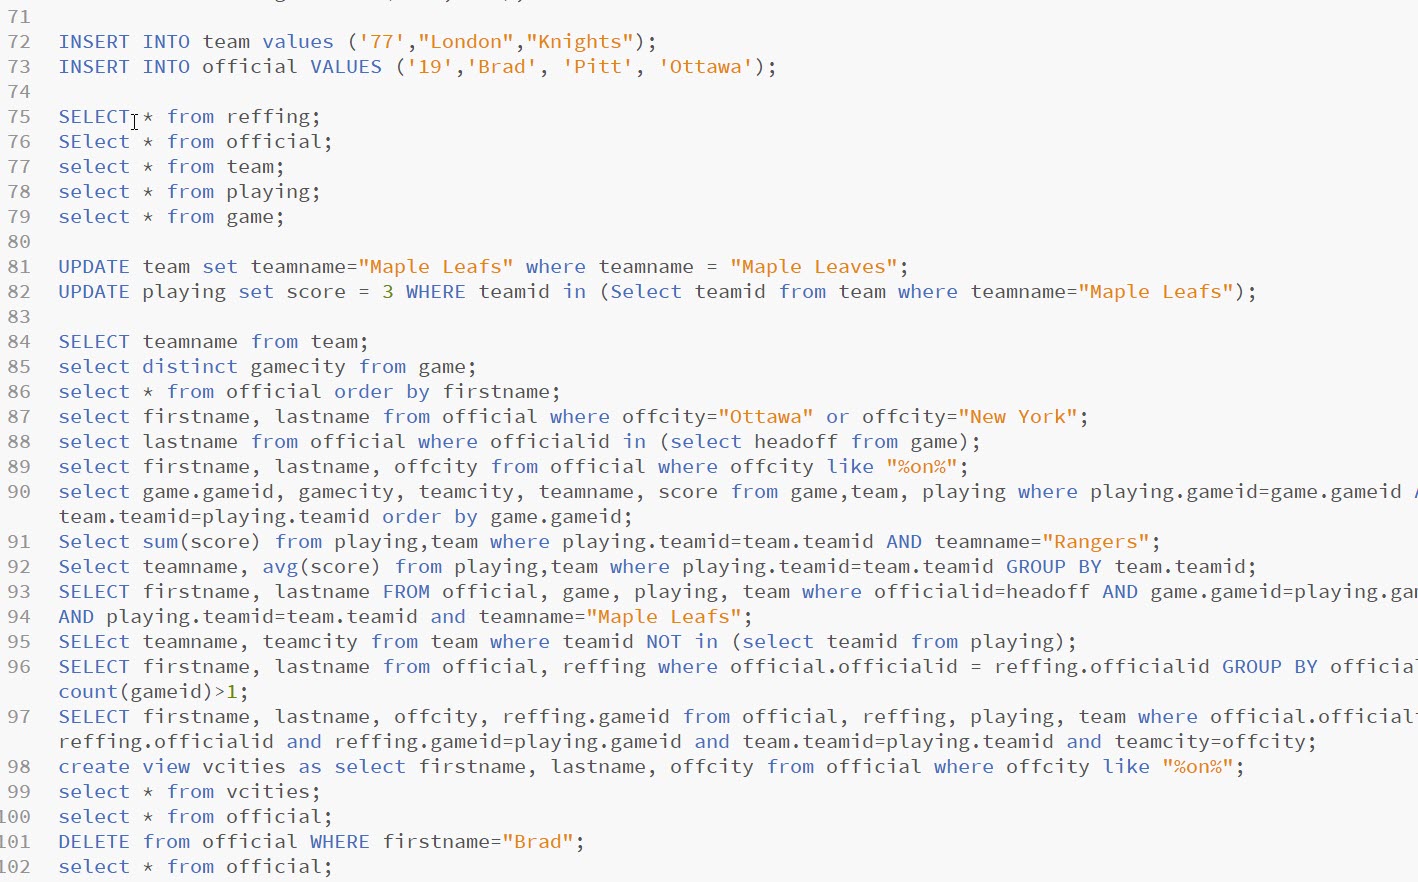 71
72 INSERT INTO team values ('77',"London","Knights");
73 INSERT INTO official VALUES ('19','Brad', 'Pitt', 'Ottawa');
74
75 SELECT * from reffing;
76 SElect * from official;
77 select * from team;
78 select * from playing;
79 select * from game;
80
81 UPDATE team set teamname="Maple Leafs" where teamname = "Maple Leaves";
82 UPDATE playing set score = 3 WHERE teamid in (Select teamid from team where teamname="Maple Leafs");
83
84 SELECT teamname from team;
85 select distinct gamecity from game;
86 select * from official order by firstname;
87 select firstname, lastname from official where offcity="Ottawa" or offcity="New York";
88 select lastname from official where officialid in (select headoff from game);
89 select firstname, lastname, offcity from official where offcity like "%on%";
90 select game.gameid, gamecity, teamcity, teamname, score from game,team, playing where playing.gameid=game.gameid
team.teamid=playing.teamid order by game.gameid;
91 Select sum(score) from playing,team where playing.teamid=team.teamid AND teamname="Rangers";
92 Select teamname, avg(score) from playing,team where playing.teamid=team.teamid GROUP BY team.teamid;
93 SELECT firstname, lastname FROM official, game, playing, team where officialid=headoff AND game.gameid=playing.gam
94 AND playing.teamid=team.teamid and teamname="Maple Leafs";
95 SELEct teamname, teamcity from team where teamid NOT in (select teamid from playing);
96 SELECT firstname, lastname from official, reffing where official.officialid = reffing.officialid GROUP BY official
count(gameid)>1;
97 SELECT firstname, lastname, offcity, reffing.gameid from official, reffing, playing, team where official.officiali
reffing.officialid and reffing.gameid=playing.gameid and team.teamid=playing.teamid and teamcity=offcity;
98 create view vcities as select firstname, lastname, offcity from official where offcity like "%on%";
99 select * from vcities;
100 select * from official;
101 DELETE from official WHERE firstname="Brad";
102 select * from official;